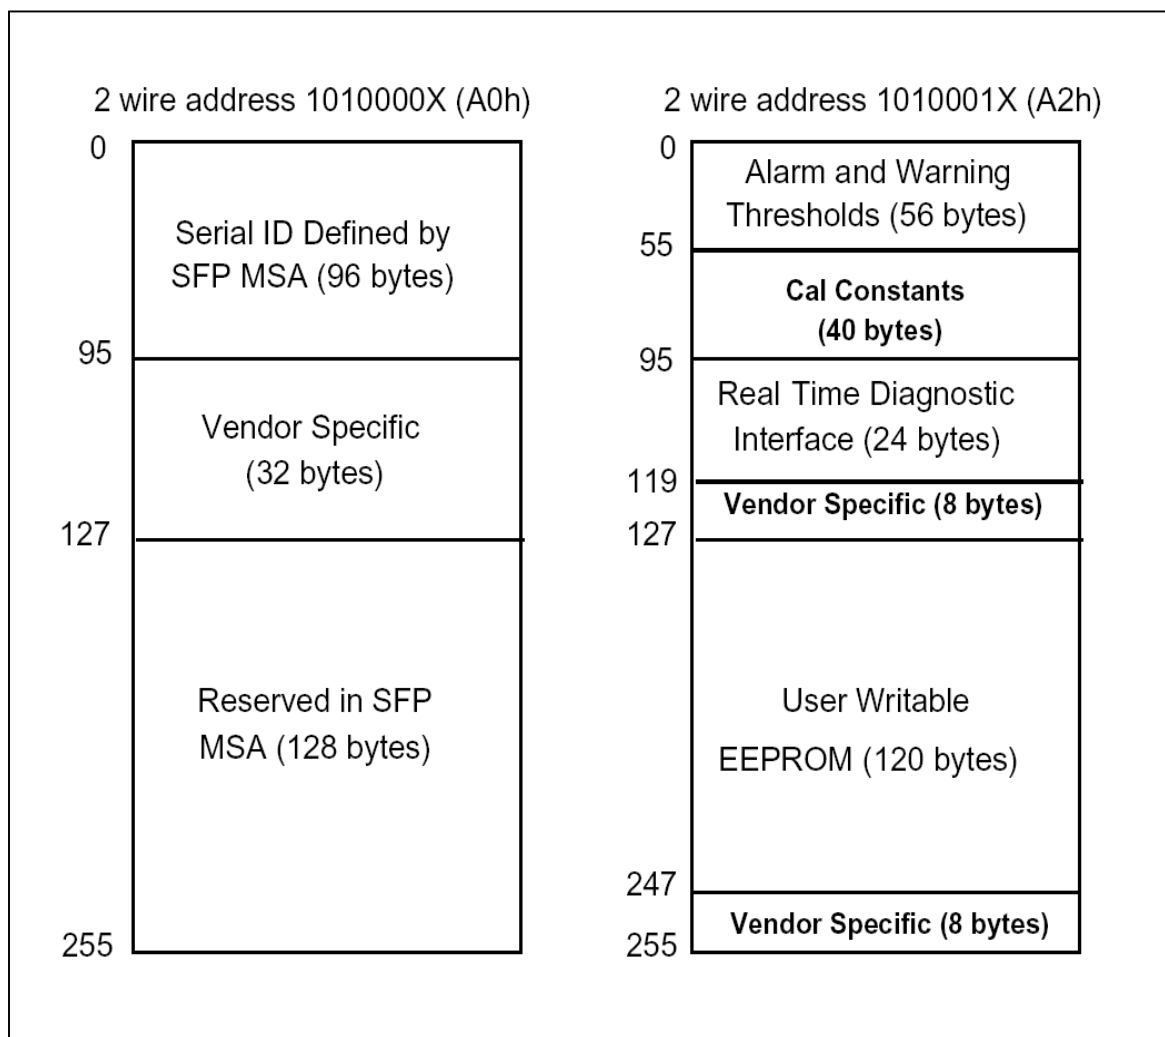 2 wire address 1010000X (A0h)
0
Serial ID Defined by
SFP MSA (96 bytes)
95
Vendor Specific
(32 bytes)
127
Reserved in SFP
MSA (128 bytes)
255
2 wire address 1010001X (A2h)
0
Alarm and Warning
Thresholds (56 bytes)
55
Cal Constants
(40 bytes)
95
Real Time Diagnostic
Interface (24 bytes)
119
Vendor Specific (8 bytes)
127
User Writable
EEPROM (120 bytes)
247
Vendor Specific (8 bytes)
255